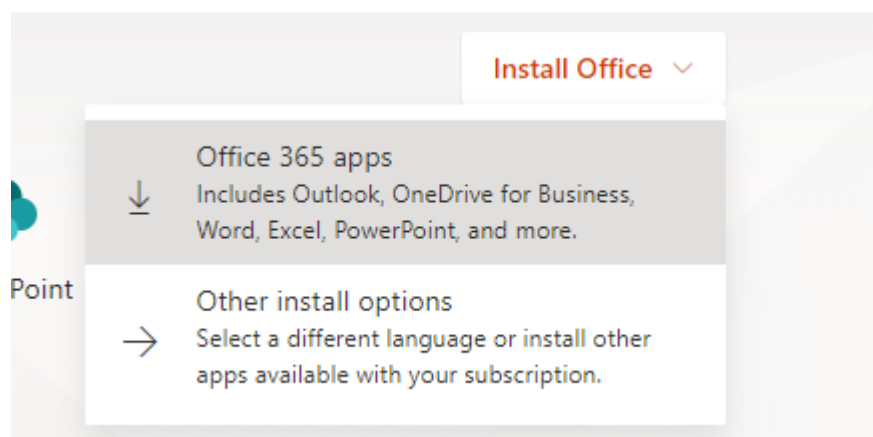 Install Office
Office 365 apps
Includes Outlook, OneDrive for Business,
Word, Excel, PowerPoint, and more.
Point
Other install options
Select a different language or install other
apps available with your subscription.